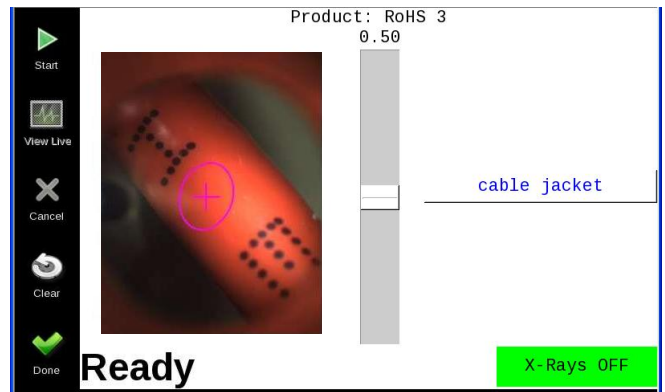 Product: RoHS 3
0.50
Start
View Live
Cancel
Clear
Done
cable jacket
Ready
X-Rays OFF